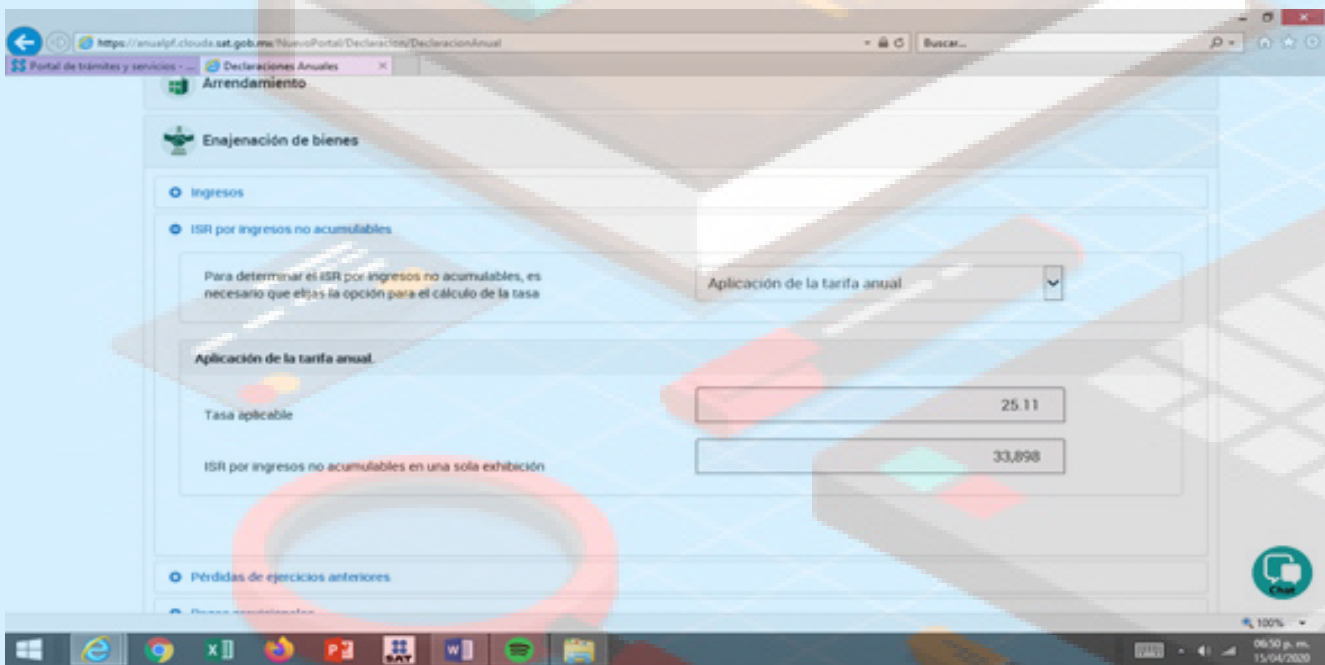 https://anualpf.clouda.sat.gob.mx/NuevoPortal/Declaracion/DeclaracionAnual
Buscar...
Portal de trámites y servicios - ...
Declaraciones Anuales
Arrendamiento
Enajenación de bienes
Ingresos
ISR por ingresos no acumulables
Para determinar el ISR por ingresos no acumulables, es
necesario que elijas la opción para el cálculo de la tasa
Aplicación de la tarifa anual
Aplicación de la tarifa anual.
Tasa aplicable
25.11
ISR por ingresos no acumulables en una sola exhibición
33,898
Pérdidas de ejercicios anteriores
Pagos provisionales
Chat
100%
SAT
06:50 p. m.
15/04/2020